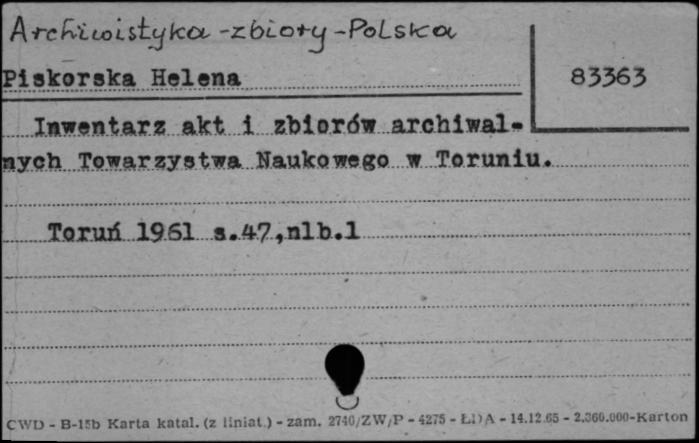 Archiwistyka - zbiory - Polska
Piskorska Helena
83363
Inwentarz akt i zbiorów archiwal-
nych Towarzystwa Naukowego w Toruniu.
Toruń 1961 s.47,nlb.1
CWD - B-15b Karta katal. (z liniat.) - zam. 2740/ZW/P - 4275 - ŁDA - 14.12.65 - 2.360.000-Karton